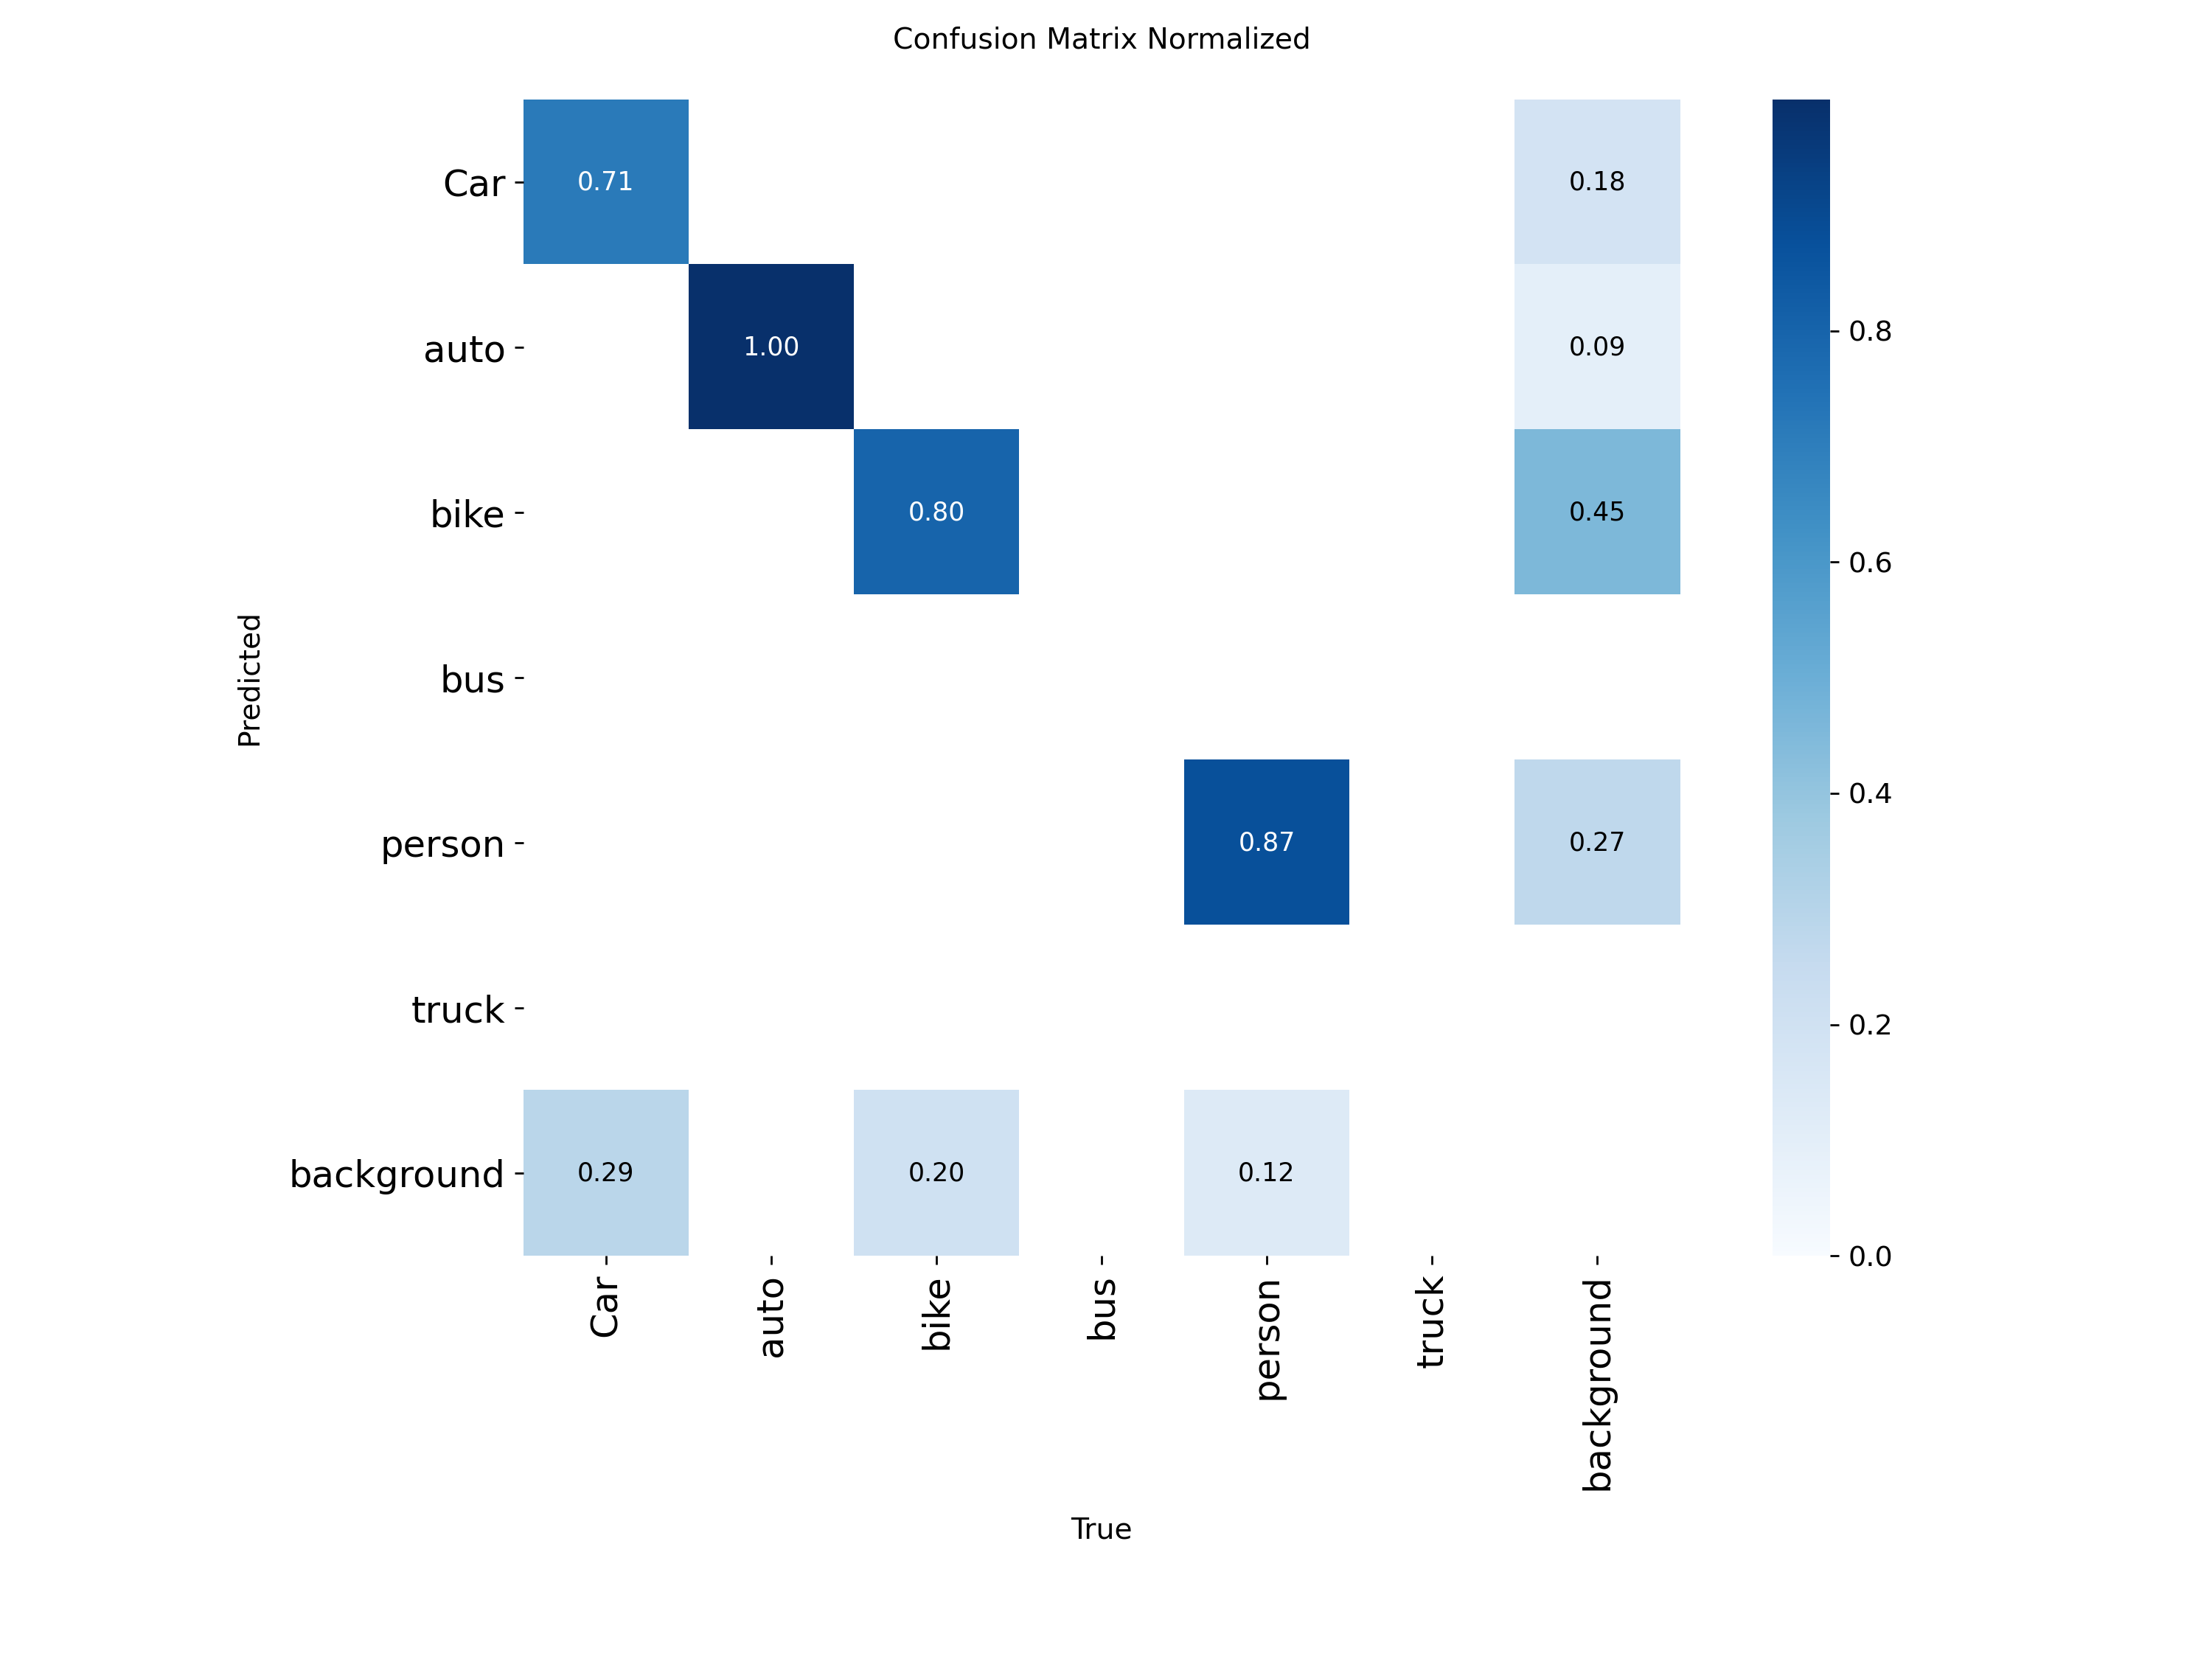 Confusion Matrix Normalized
Car
0.71
0.18
auto
1.00
0.09
0.8
bike
0.80
0.45
0.6
Predicted
bus
person
0.87
0.27
0.4
truck
0.2
background
0.29
0.20
0.12
0.0
Car
auto
bike
bus
person
truck
background
True